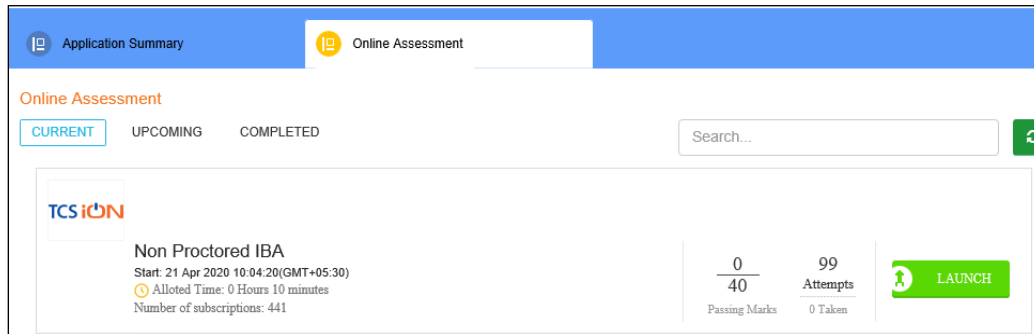 Application Summary
Online Assessment
Online Assessment
CURRENT UPCOMING COMPLETED
Search...
TCS iON
Non Proctored IBA
Start: 21 Apr 2020 10:04:20(GMT+05:30)
Alloted Time: 0 Hours 10 minutes
Number of subscriptions: 441
0
40
Passing Marks
99
Attempts
0 Taken
LAUNCH